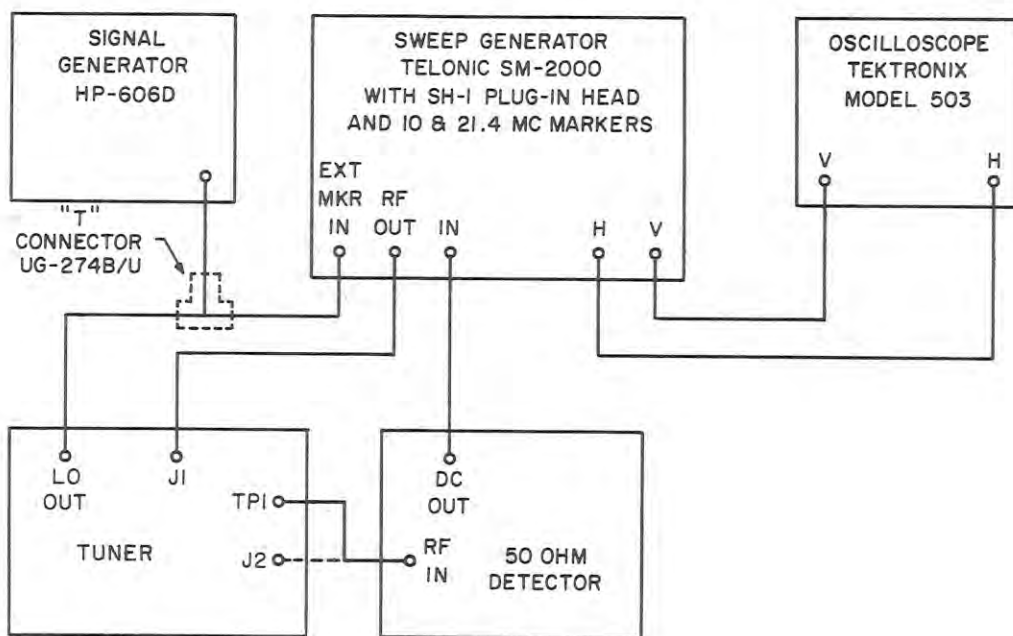 SIGNAL
GENERATOR
HP-606D
SWEEP GENERATOR
TELONIC SM-2000
WITH SH-1 PLUG-IN HEAD
AND 10 & 21.4 MC MARKERS
OSCILLOSCOPE
TEKTRONIX
MODEL 503
EXT
MKR RF
IN OUT IN
H V
V H
"T"
CONNECTOR
UG-274B/U
LO
OUT
J1
TP1
J2
TUNER
DC
OUT
RF
IN
50 OHM
DETECTOR